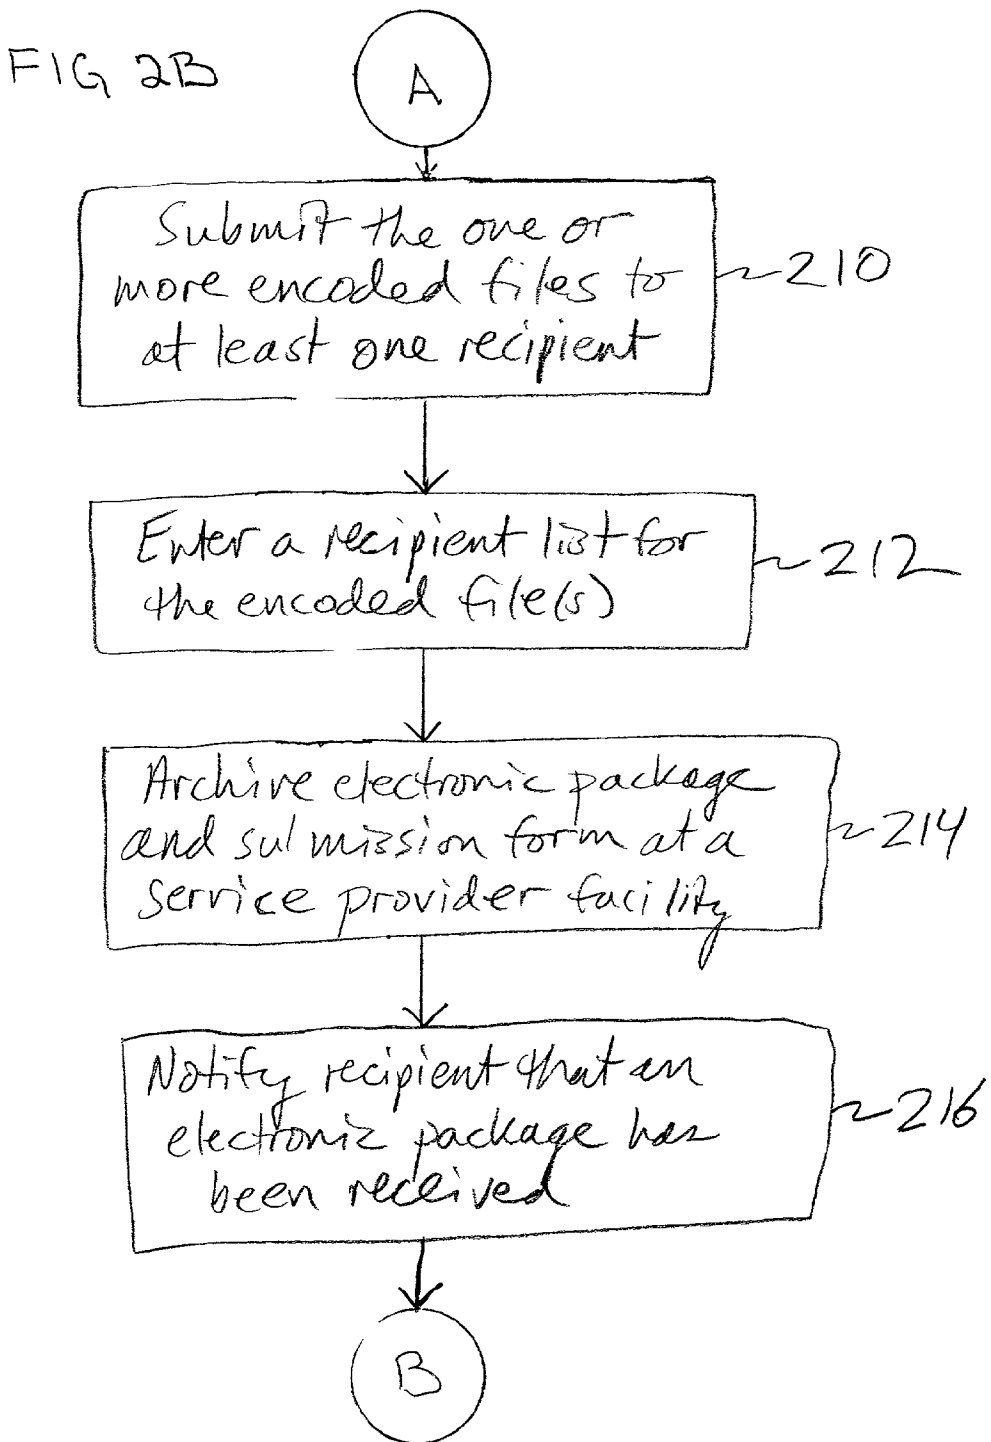 FIG 2B
A
Submit the one or
more encoded files to
at least one recipient
210
Enter a recipient list for
the encoded file(s)
212
Archive electronic package
and submission form at a
service provider facility
214
Notify recipient that an
electronic package has
been received
216
B